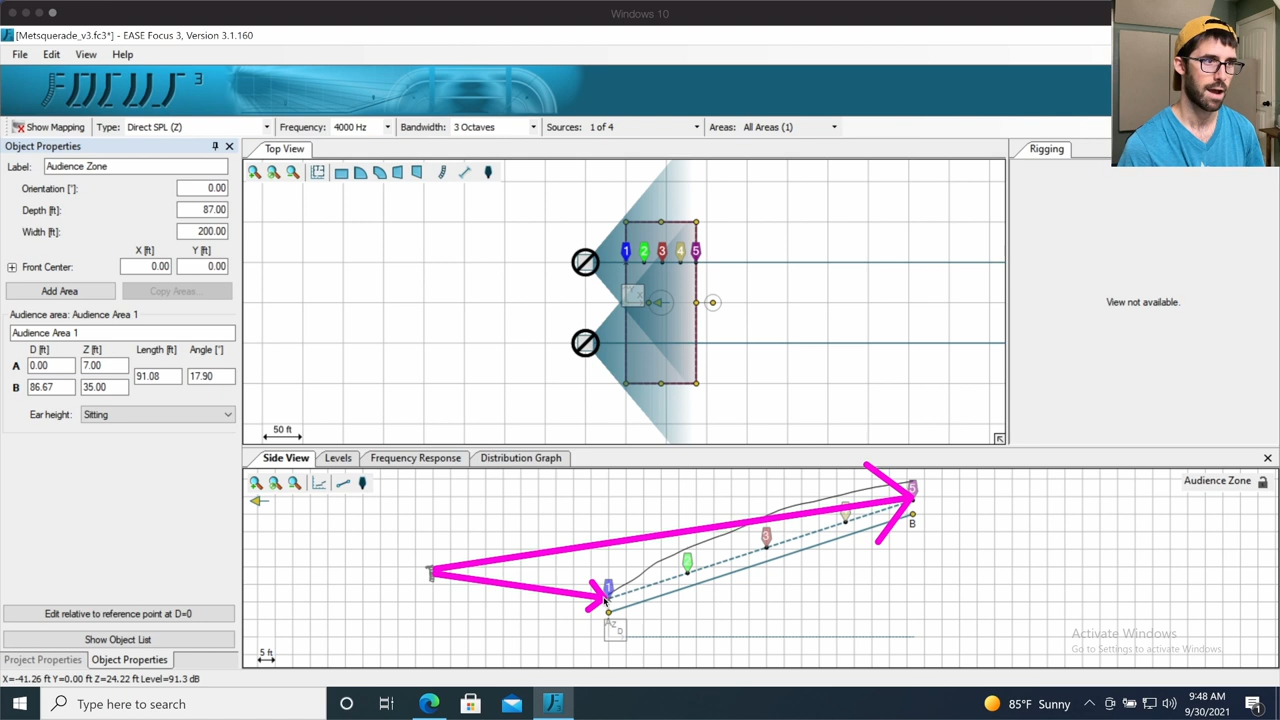 Windows 10
[Metsquerade_v3.fc3*] - EASE Focus 3, Version 3.1.160
File Edit View Help
FOCUS 3
Show Mapping Type: Direct SPL (Z) Frequency: 4000 Hz Bandwidth: 3 Octaves Sources: 1 of 4 Areas: All Areas (1)
Object Properties
Label: Audience Zone
Orientation [°]: 0.00
Depth [ft]: 87.00
Width [ft]: 200.00
X [ft] Y [ft]
Front Center: 0.00 0.00
Add Area Copy Areas...
Audience area: Audience Area 1
Audience Area 1
D [ft] Z [ft] Length [ft] Angle [°]
A 0.00 7.00 91.08 17.90
B 86.67 35.00
Ear height: Sitting
Edit relative to reference point at D=0
Show Object List
Project Properties Object Properties
Top View
1 2 3 4 5
Y X
50 ft
Rigging
View not available.
Side View Levels Frequency Response Distribution Graph
Audience Zone
5
B
3
1
A Z
D
5 ft
Activate Windows
Go to Settings to activate Windows.
X=-41.26 ft Y=0.00 ft Z=24.22 ft Level=91.3 dB
Type here to search
85°F Sunny
9:48 AM
9/30/2021
1